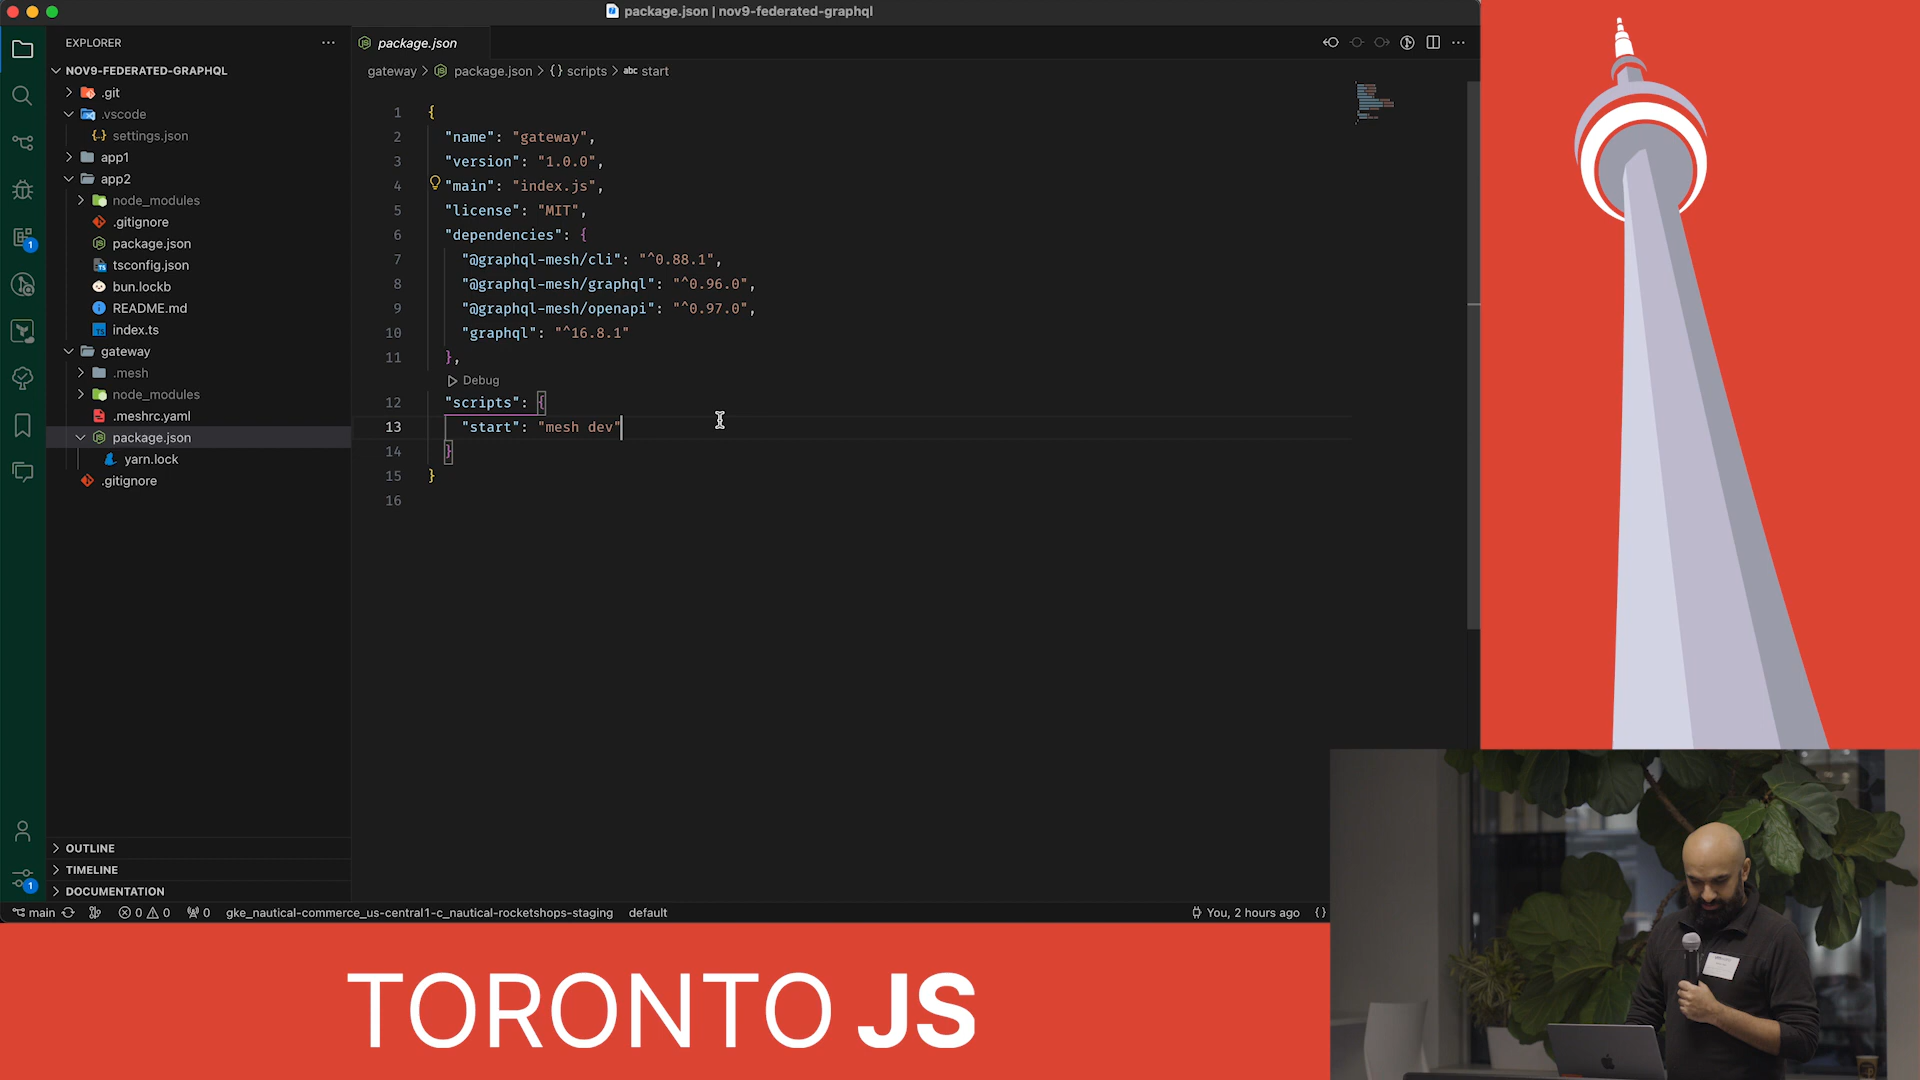 package.json | nov9-federated-graphql
EXPLORER
NOV9-FEDERATED-GRAPHQL
.git
.vscode
settings.json
app1
app2
node_modules
.gitignore
package.json
tsconfig.json
bun.lockb
README.md
index.ts
gateway
.mesh
node_modules
.meshrc.yaml
package.json
yarn.lock
.gitignore
OUTLINE
TIMELINE
DOCUMENTATION
package.json
gateway > package.json > {} scripts > abc start
1 {
2 "name": "gateway",
3 "version": "1.0.0",
4 "main": "index.js",
5 "license": "MIT",
6 "dependencies": {
7 "@graphql-mesh/cli": "^0.88.1",
8 "@graphql-mesh/graphql": "^0.96.0",
9 "@graphql-mesh/openapi": "^0.97.0",
10 "graphql": "^16.8.1"
11 },
Debug
12 "scripts": {
13 "start": "mesh dev"
14 }
15 }
16
1
1
main 0 0 0 gke_nautical-commerce_us-central1-c_nautical-rocketshops-staging default You, 2 hours ago {}
TORONTO JS